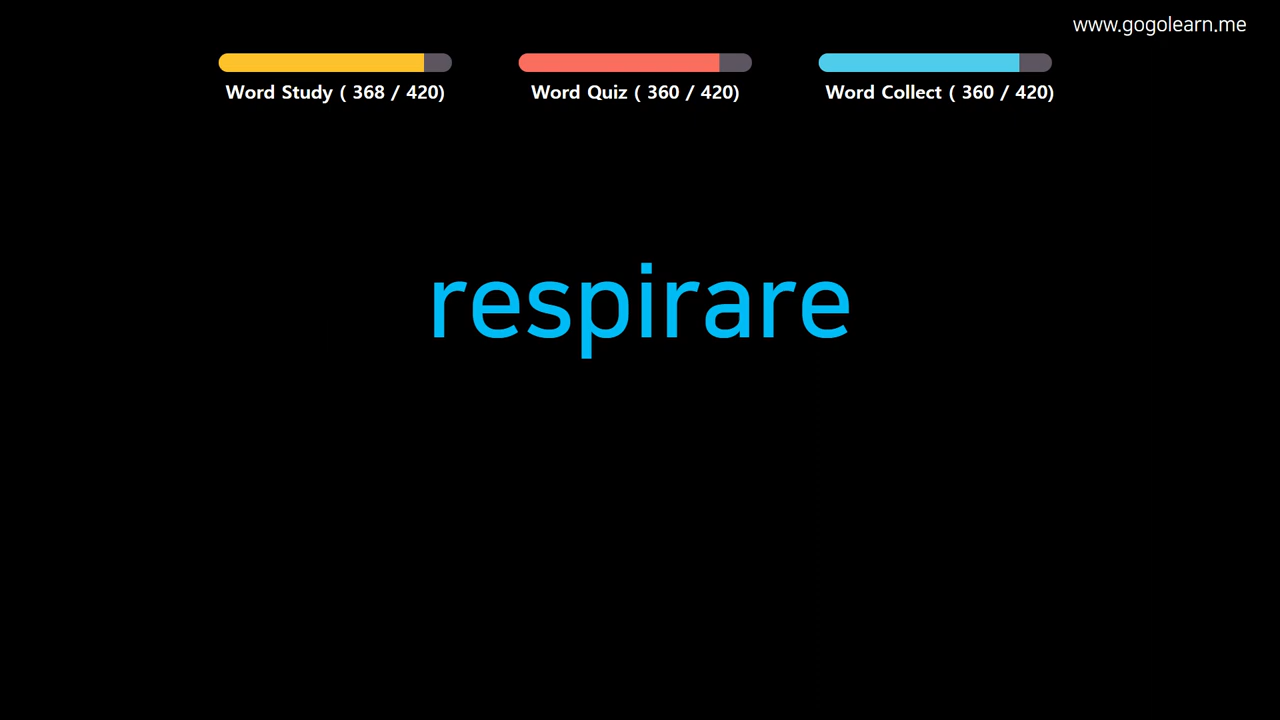 www.gogolearn.me
Word Study ( 368 / 420)
Word Quiz ( 360 / 420)
Word Collect ( 360 / 420)
respirare